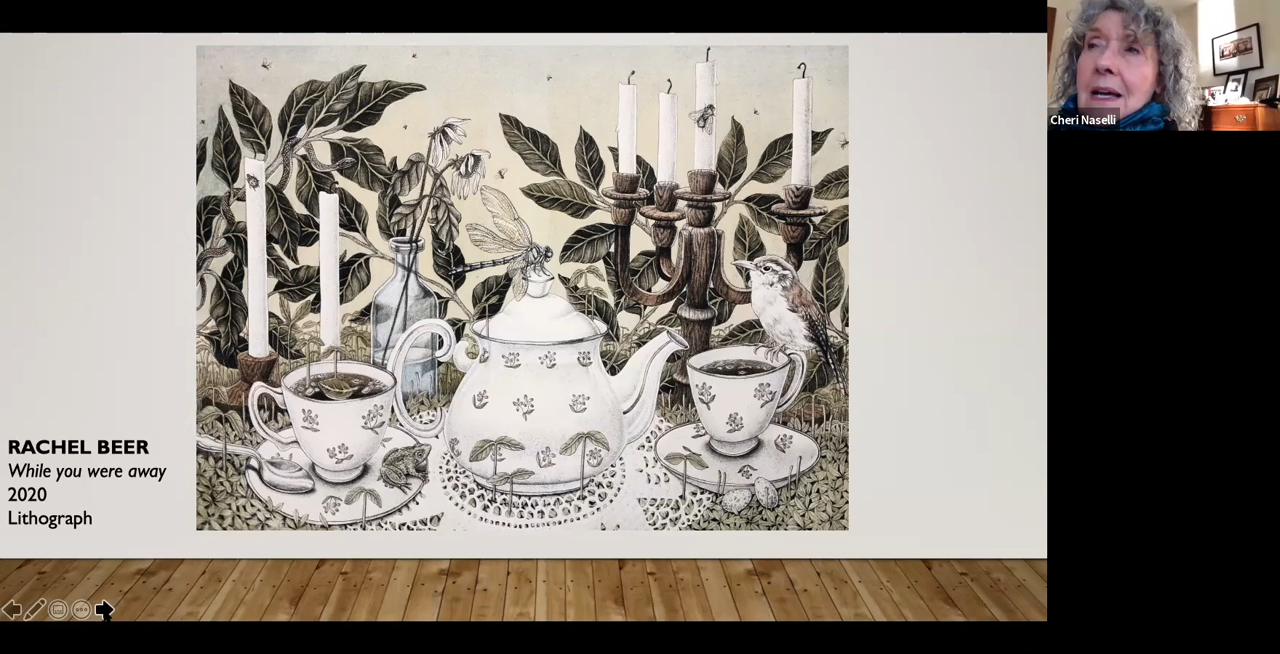 Cheri Naselli
RACHEL BEER
While you were away
2020
Lithograph